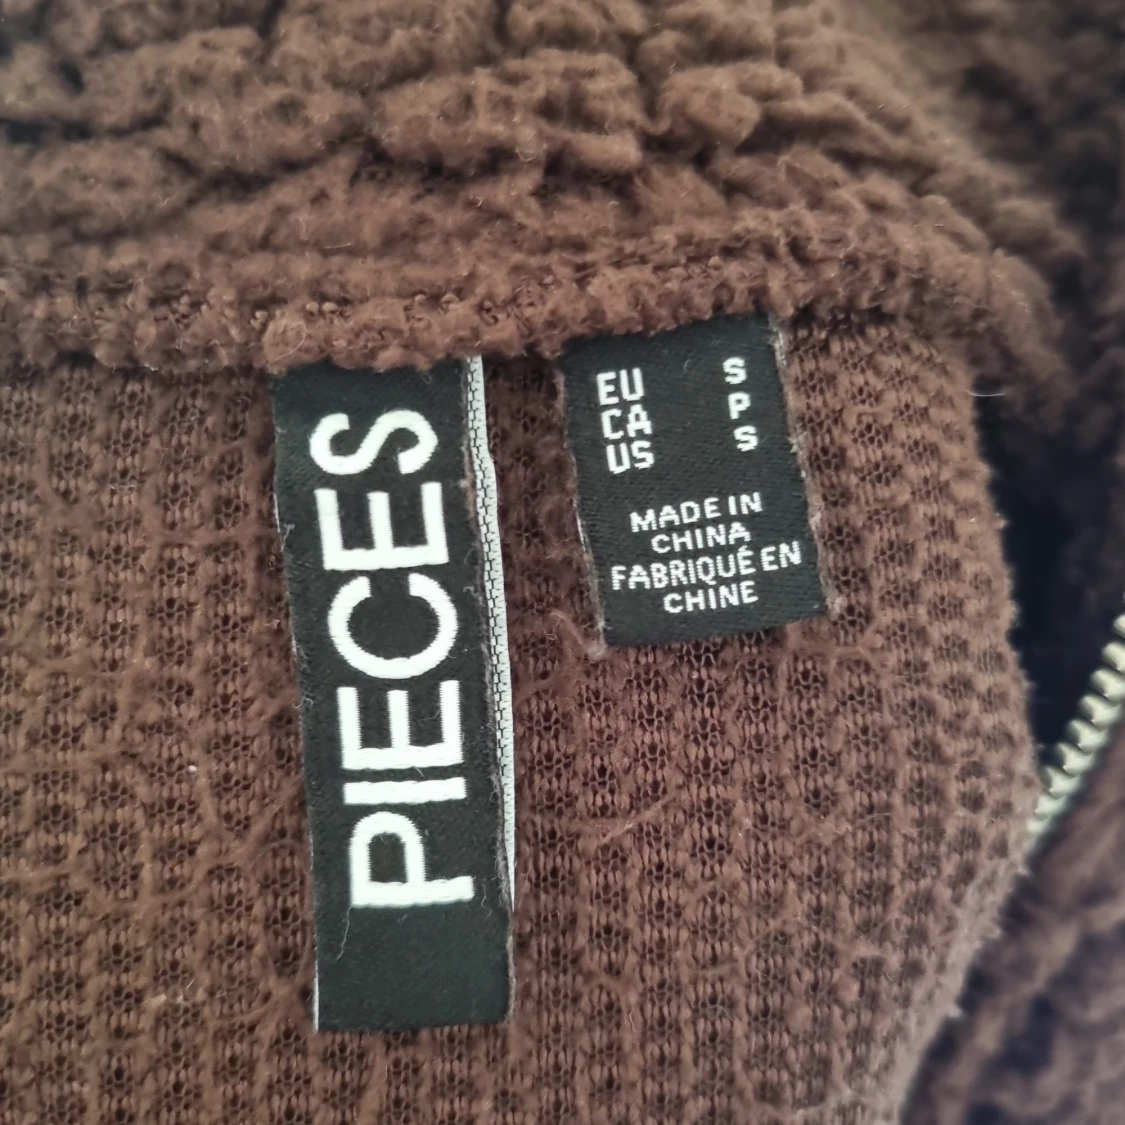 PIECES
EU S
CA P
US S
MADE IN
CHINA
FABRIQUÉ EN
CHINE